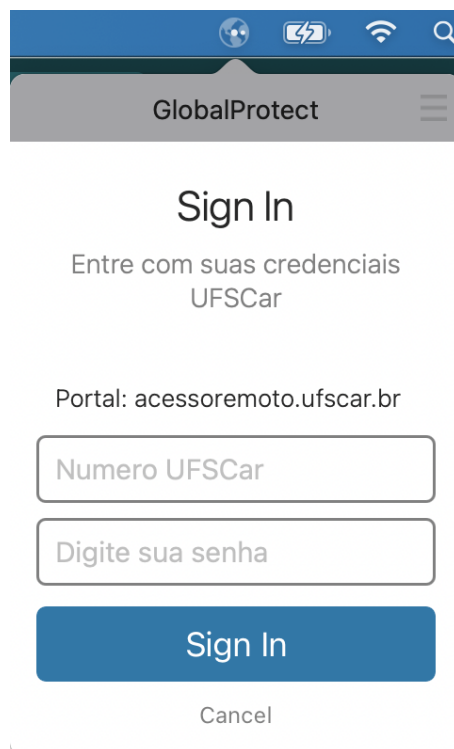 GlobalProtect
Sign In
Entre com suas credenciais
UFSCar
Portal: acessoremoto.ufscar.br
Numero UFSCar
Digite sua senha
Sign In
Cancel